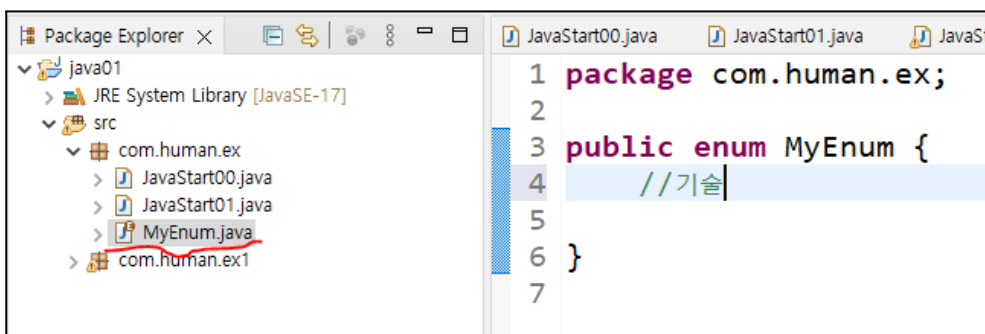 Package Explorer
java01
JRE System Library [JavaSE-17]
src
com.human.ex
JavaStart00.java
JavaStart01.java
MyEnum.java
com.human.ex1
JavaStart00.java JavaStart01.java JavaSt
1 package com.human.ex;
2
3 public enum MyEnum {
4 //기술
5
6 }
7